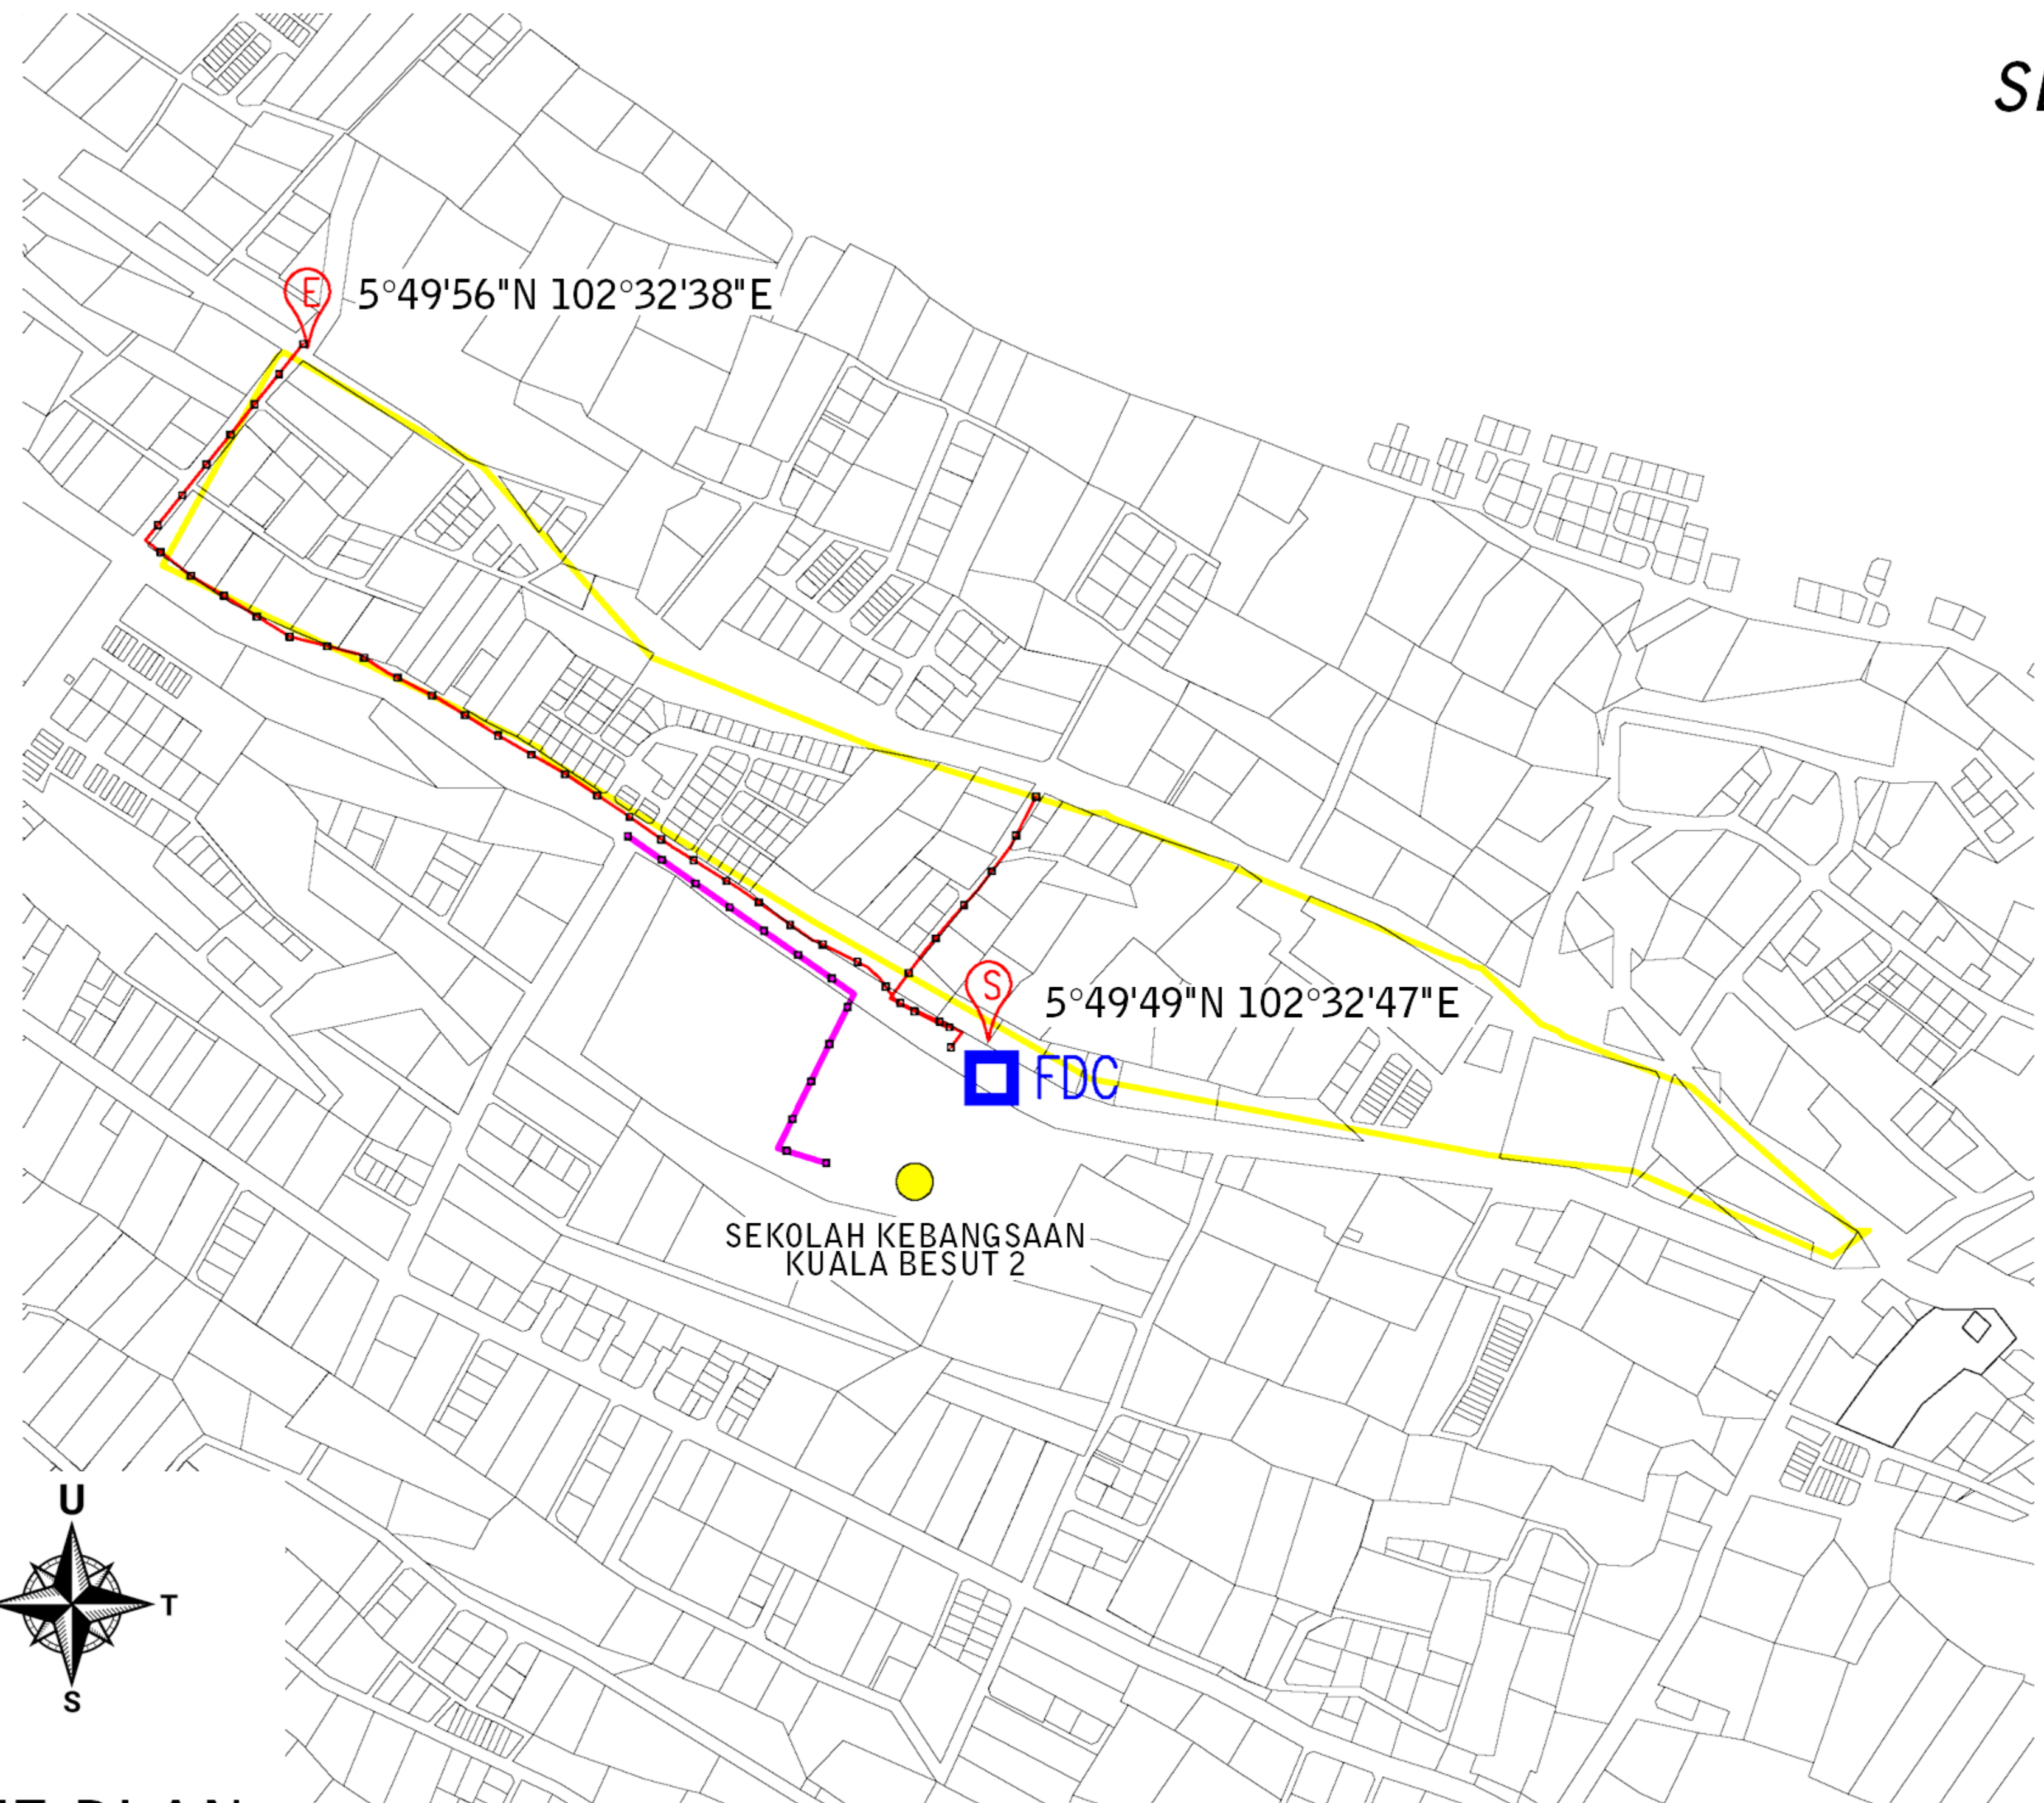 E
5°49'56"N 102°32'38"E
S
5°49'49"N 102°32'47"E
FDC
SEKOLAH KEBANGSAAN
KUALA BESUT 2
U
T
S